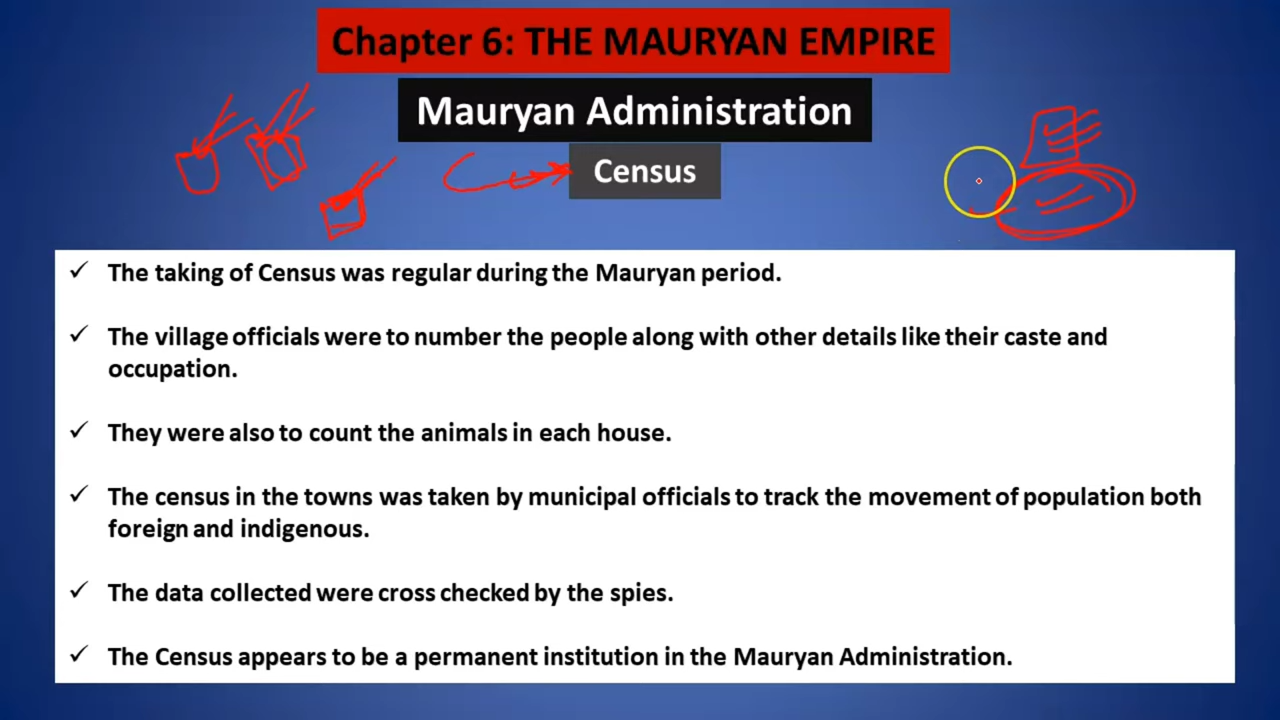 Chapter 6: THE MAURYAN EMPIRE
Mauryan Administration
Census
✓ The taking of Census was regular during the Mauryan period.
✓ The village officials were to number the people along with other details like their caste and
occupation.
✓ They were also to count the animals in each house.
✓ The census in the towns was taken by municipal officials to track the movement of population both
foreign and indigenous.
✓ The data collected were cross checked by the spies.
✓ The Census appears to be a permanent institution in the Mauryan Administration.